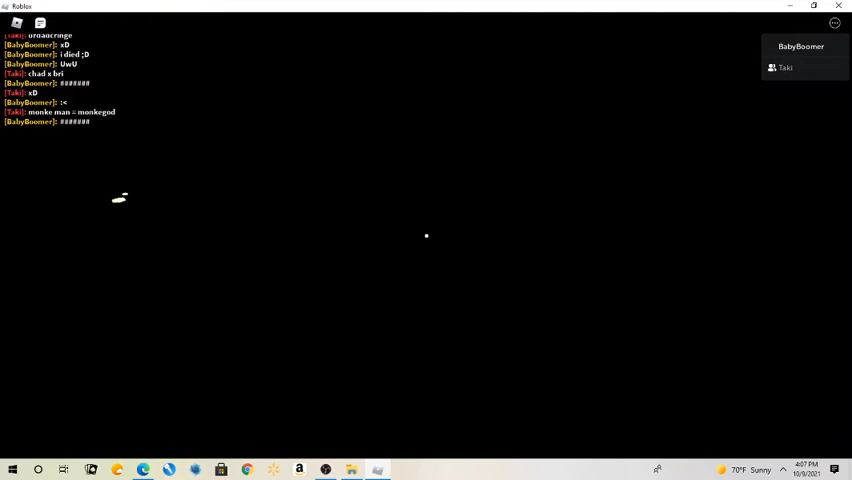 Roblox
[BabyBoomer]: xD
[BabyBoomer]: i died ;D
[BabyBoomer]: UwU
[Taki]: chad x bri
[BabyBoomer]: #######
[Taki]: xD
[BabyBoomer]: :<
[Taki]: monke man = monkegod
[BabyBoomer]: #######
BabyBoomer
Taki
70°F Sunny
4:07 PM
10/9/2021